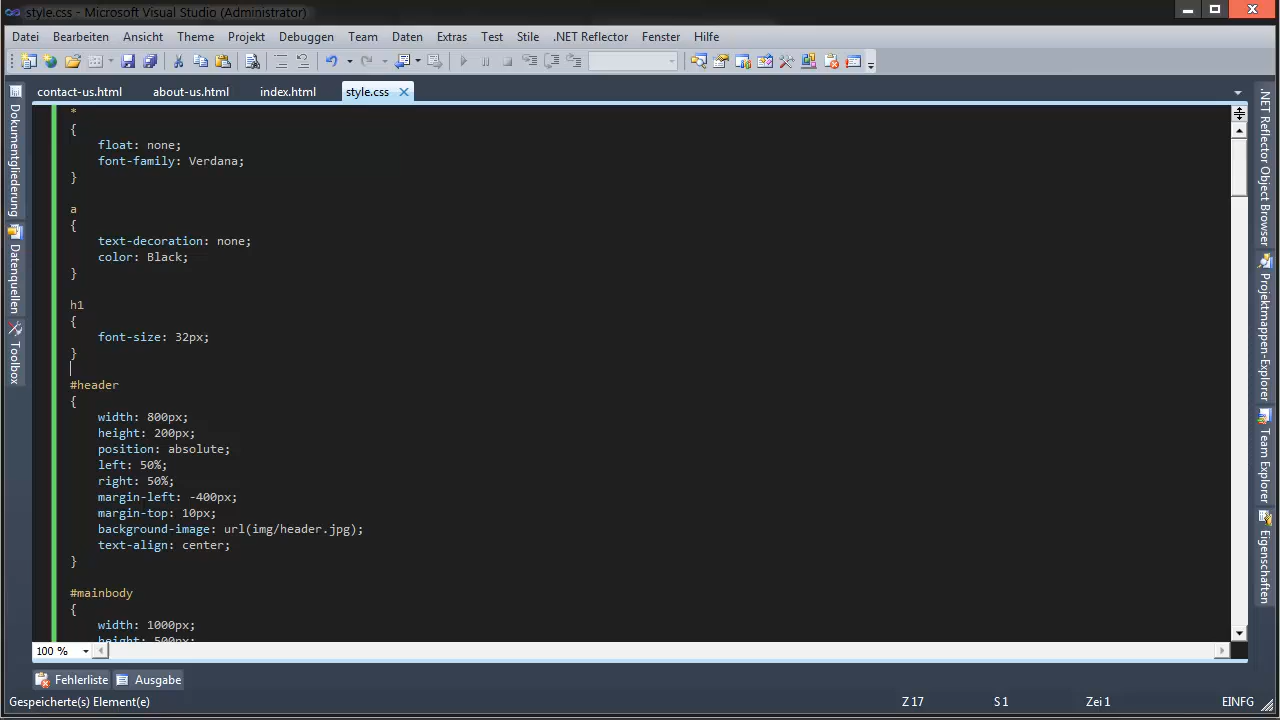 style.css - Microsoft Visual Studio (Administrator)
Datei Bearbeiten Ansicht Theme Projekt Debuggen Team Daten Extras Test Stile .NET Reflector Fenster Hilfe
contact-us.html about-us.html index.html style.css
*
{
float: none;
font-family: Verdana;
}
a
{
text-decoration: none;
color: Black;
}
h1
{
font-size: 32px;
}
#header
{
width: 800px;
height: 200px;
position: absolute;
left: 50%;
right: 50%;
margin-left: -400px;
margin-top: 10px;
background-image: url(img/header.jpg);
text-align: center;
}
#mainbody
{
width: 1000px;
height: 500px;
Dokumentgliederung
Datenquellen
Toolbox
.NET Reflector Object Browser
Projektmappen-Explorer
Team Explorer
Eigenschaften
100 %
Fehlerliste Ausgabe
Gespeicherte(s) Element(e) Z 17 S 1 Zei 1 EINFG